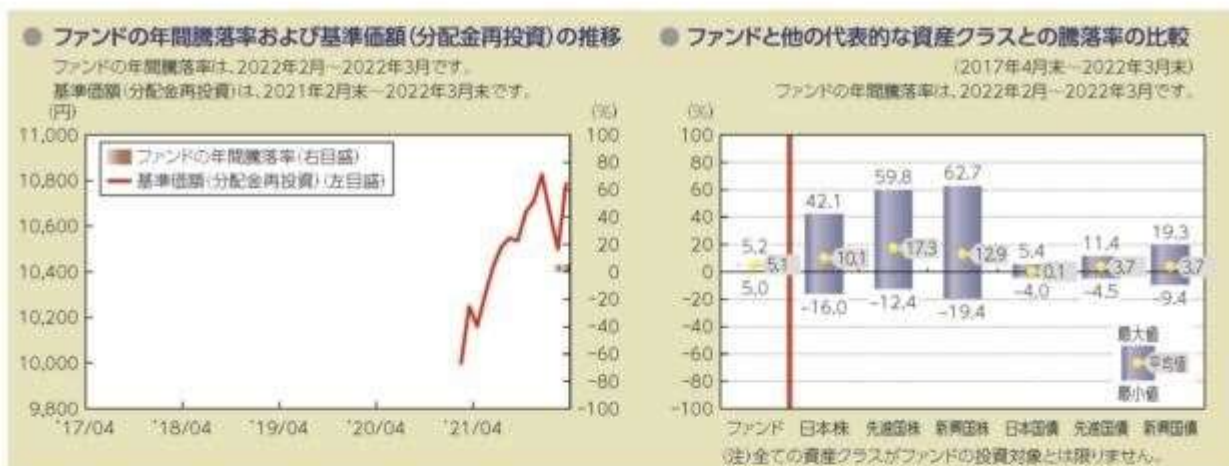 ● ファンドの年間騰落率および基準価額(分配金再投資)の推移
ファンドの年間騰落率は、2022年2月～2022年3月です。
基準価額(分配金再投資)は、2021年2月末～2022年3月末です。
(円)
(%)
11,000
10,800
10,600
10,400
10,200
10,000
9,800
ファンドの年間騰落率(右目盛)
基準価額(分配金再投資)(左目盛)
100
80
60
40
20
0
-20
-40
-60
-80
-100
'17/04 '18/04 '19/04 '20/04 '21/04
● ファンドと他の代表的な資産クラスとの騰落率の比較
(2017年4月末～2022年3月末)
ファンドの年間騰落率は、2022年2月～2022年3月です。
(%)
100
80
60
40
20
0
-20
-40
-60
-80
-100
5.2 42.1 59.8 62.7 5.4 11.4 19.3
5.1 10.1 17.3 12.9 0.1 3.7 3.7
5.0 -16.0 -12.4 -19.4 -4.0 -4.5 -9.4
最大値
平均値
最小値
ファンド 日本株 先進国株 新興国株 日本国債 先進国債 新興国債
(注)全ての資産クラスがファンドの投資対象とは限りません。